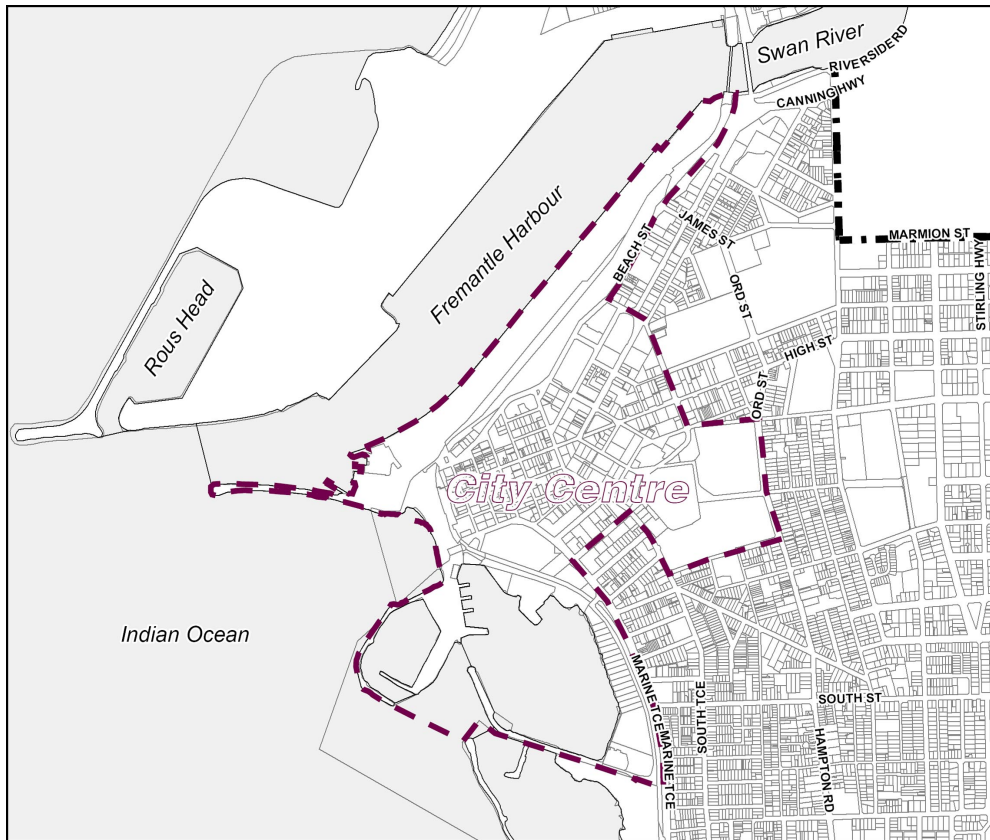 Swan River
RIVERSIDE RD
CANNING HWY
MARMION ST
STIRLING HWY
JAMES ST
BEACH ST
ORD ST
HIGH ST
ORD ST
Fremantle Harbour
Rous Head
City Centre
Indian Ocean
MARINE TCE
MARINE TCE
SOUTH TCE
SOUTH ST
HAMPTON RD